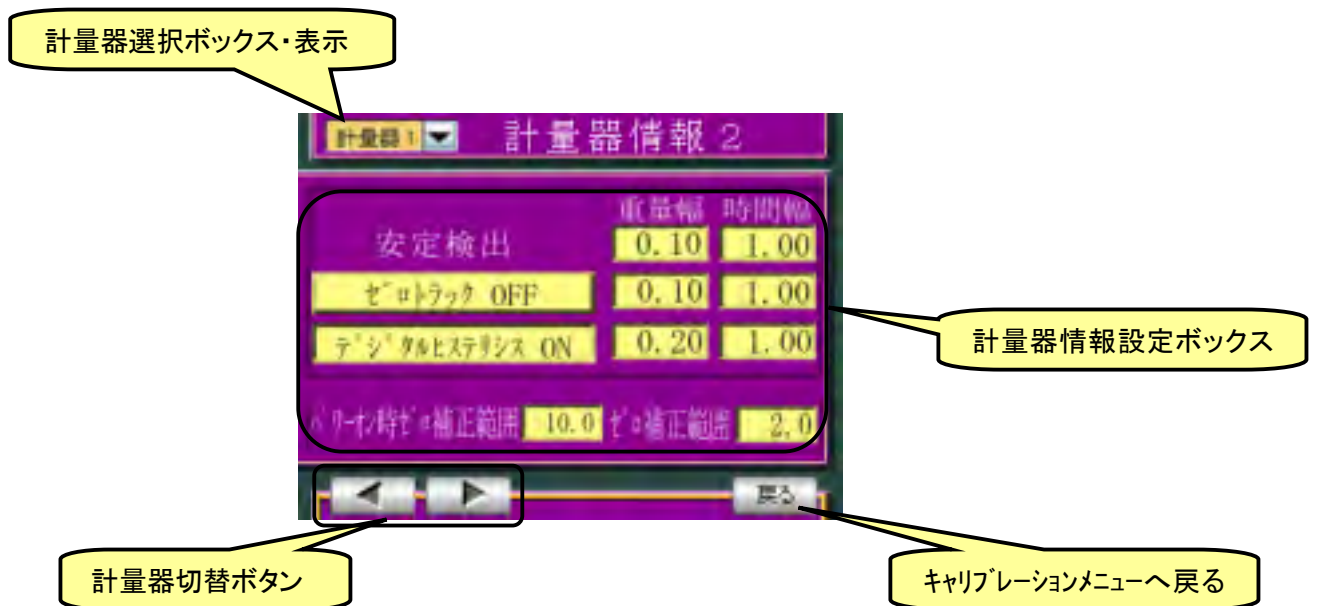 計量器選択ボックス・表示
計量器1 計量器情報 2
重量幅 時間幅
安定検出 0.10 1.00
ｾﾞﾛﾄﾗｯｸ OFF 0.10 1.00
ﾃﾞｼﾞﾀﾙﾋｽﾃﾘｼｽ ON 0.20 1.00
計量器情報設定ボックス
ﾊﾟﾜｰｵﾝ時ｾﾞﾛ補正範囲 10.0 ｾﾞﾛ補正範囲 2.0
戻る
計量器切替ボタン
ｷｬﾘﾌﾞﾚｰｼｮﾝﾒﾆｭｰへ戻る